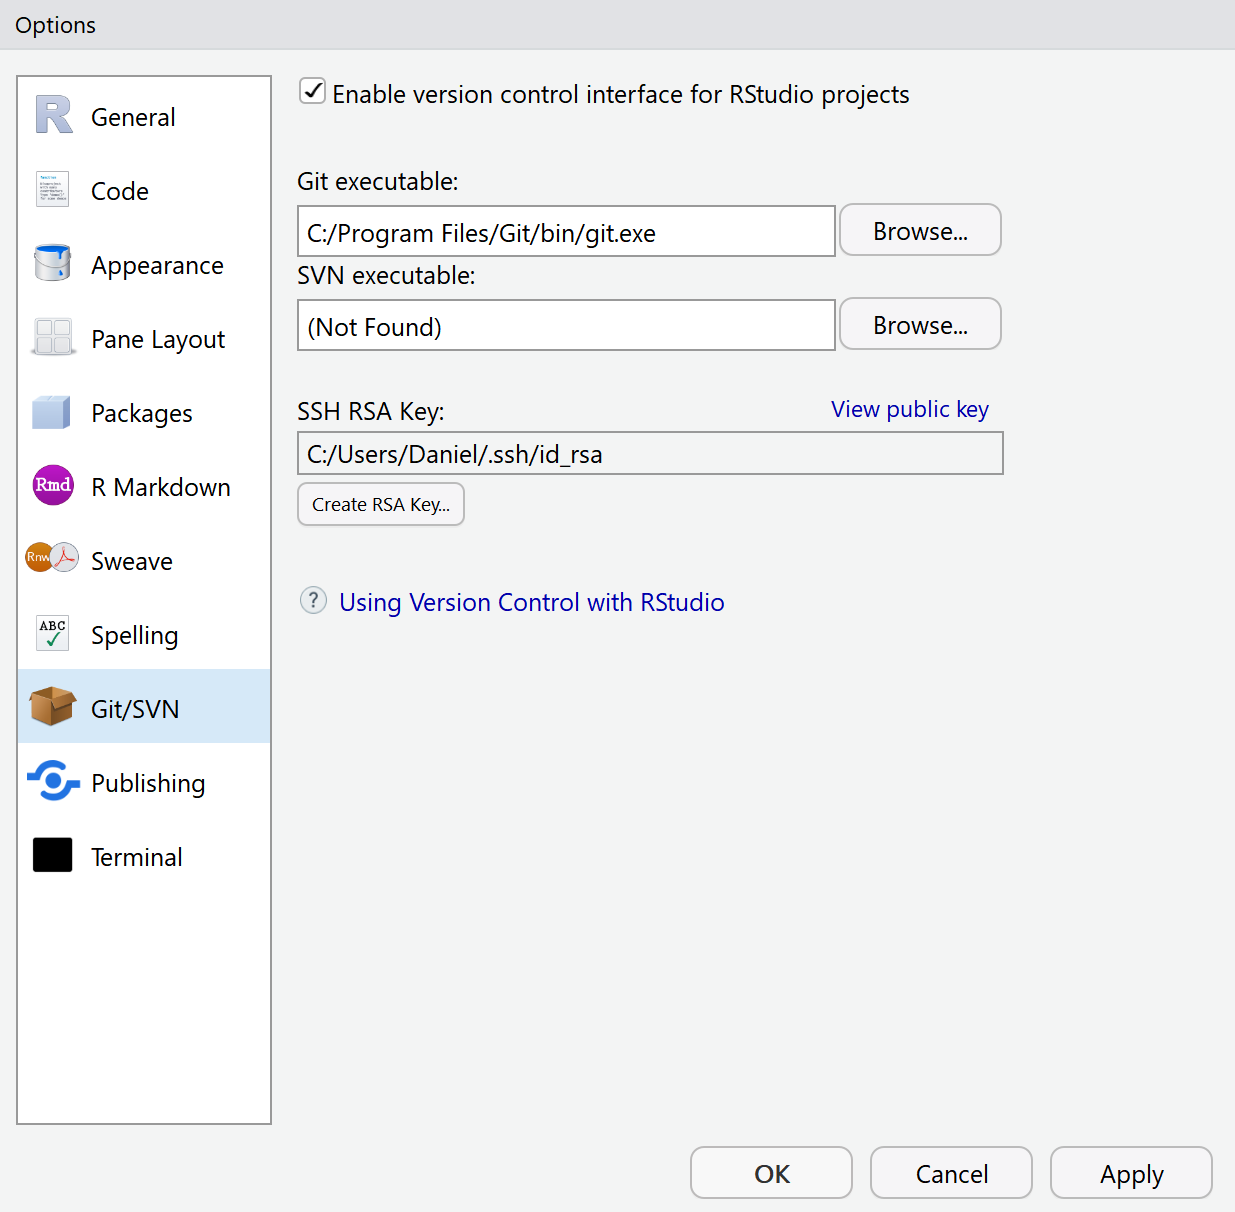 Options
General
Code
Appearance
Pane Layout
Packages
Rmd
R Markdown
Rnw
Sweave
ABC
Spelling
Git/SVN
Publishing
Terminal
Enable version control interface for RStudio projects
Git executable:
C:/Program Files/Git/bin/git.exe
Browse...
SVN executable:
(Not Found)
Browse...
SSH RSA Key:
View public key
C:/Users/Daniel/.ssh/id_rsa
Create RSA Key...
? Using Version Control with RStudio
OK
Cancel
Apply